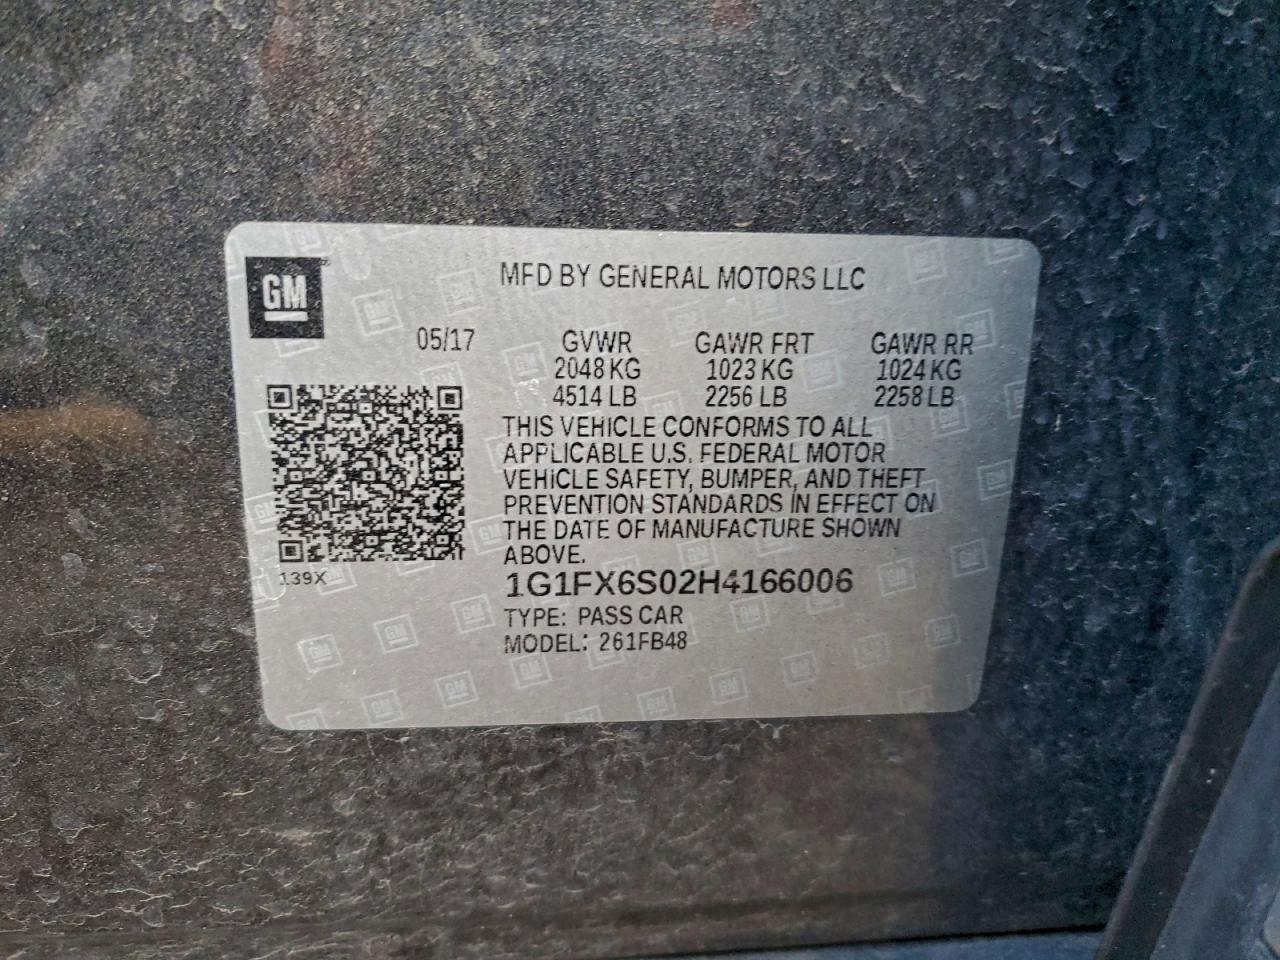 GM
MFD BY GENERAL MOTORS LLC
05/17
GVWR GAWR FRT GAWR RR
2048 KG 1023 KG 1024 KG
4514 LB 2256 LB 2258 LB
THIS VEHICLE CONFORMS TO ALL
APPLICABLE U.S. FEDERAL MOTOR
VEHICLE SAFETY, BUMPER, AND THEFT
PREVENTION STANDARDS IN EFFECT ON
THE DATE OF MANUFACTURE SHOWN
ABOVE.
139X
1G1FX6S02H4166006
TYPE: PASS CAR
MODEL: 261FB48